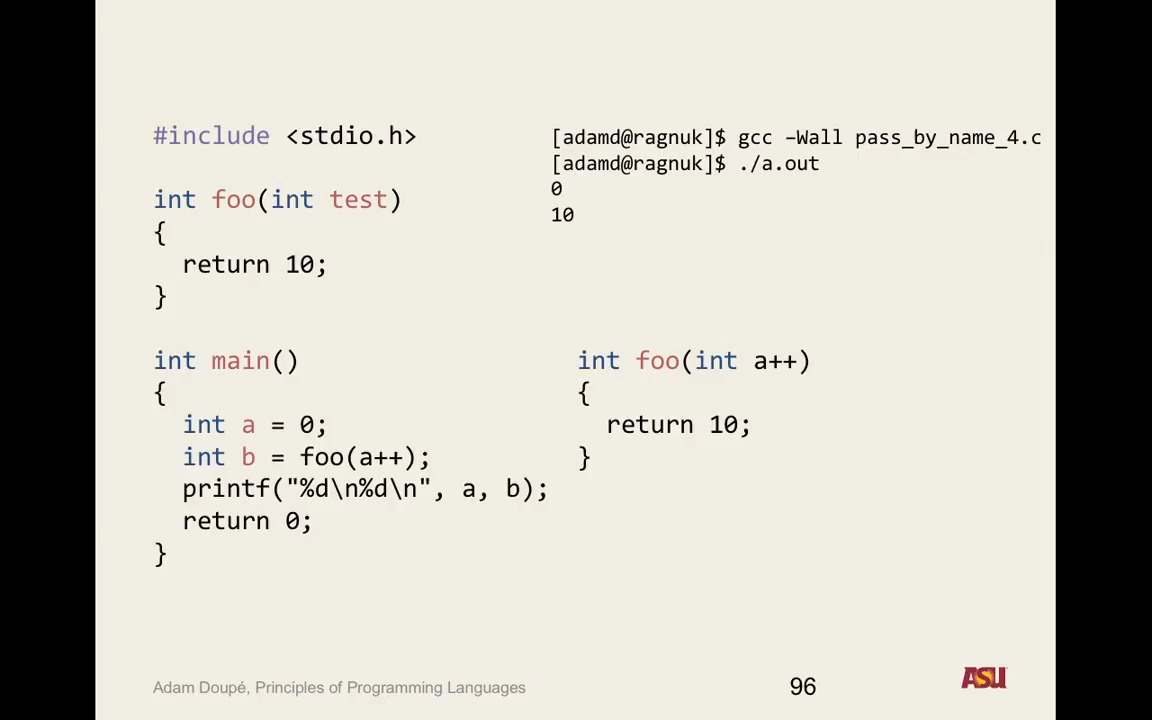 #include <stdio.h>

int foo(int test)
{
  return 10;
}

int main()
{
  int a = 0;
  int b = foo(a++);
  printf("%d\n%d\n", a, b);
  return 0;
}

[adamd@ragnuk]$ gcc –Wall pass_by_name_4.c
[adamd@ragnuk]$ ./a.out
0
10

int foo(int a++)
{
  return 10;
}

Adam Doupé, Principles of Programming Languages
96
ASU